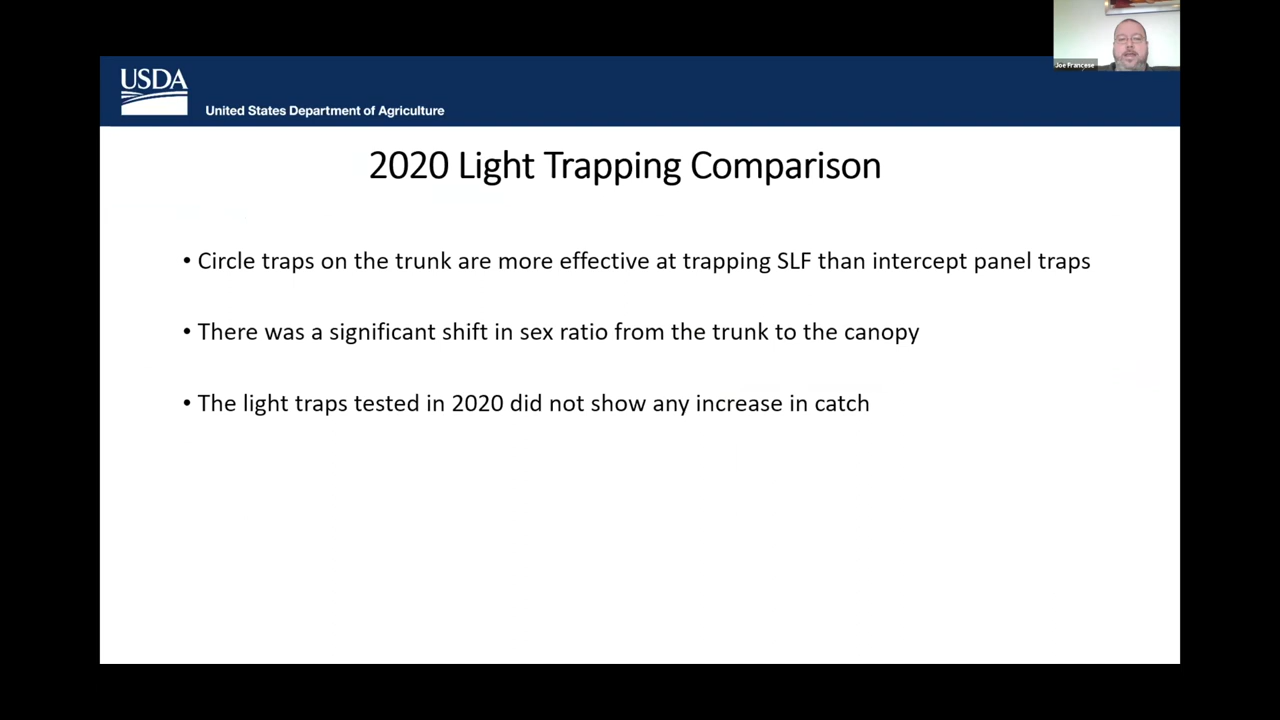 Joe Francese
USDA
United States Department of Agriculture
2020 Light Trapping Comparison
• Circle traps on the trunk are more effective at trapping SLF than intercept panel traps
• There was a significant shift in sex ratio from the trunk to the canopy
• The light traps tested in 2020 did not show any increase in catch